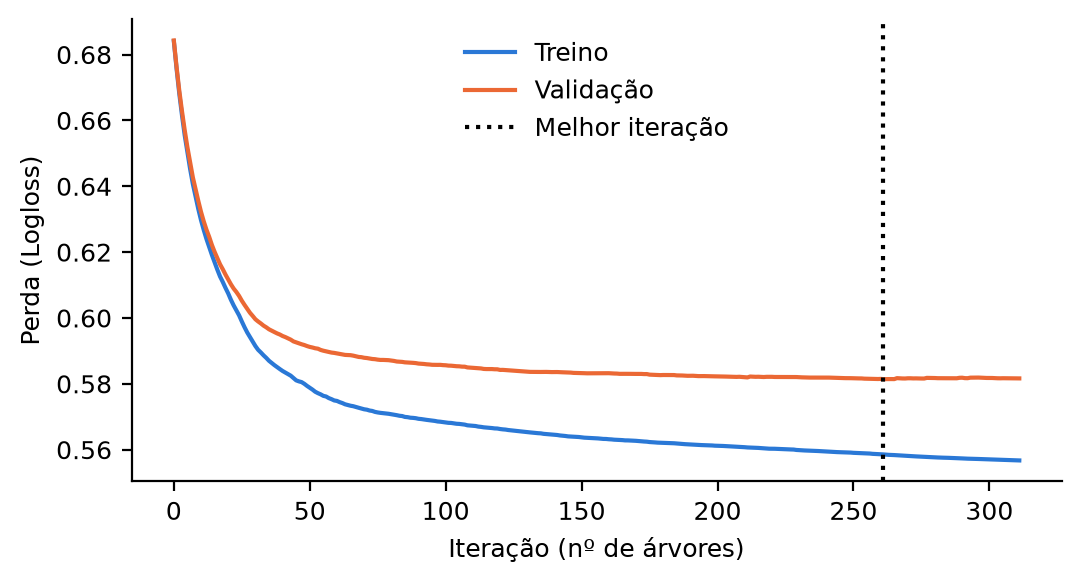 Treino
Validação
Melhor iteração
Perda (Logloss)
0.68
0.66
0.64
0.62
0.60
0.58
0.56
0 50 100 150 200 250 300
Iteração (nº de árvores)